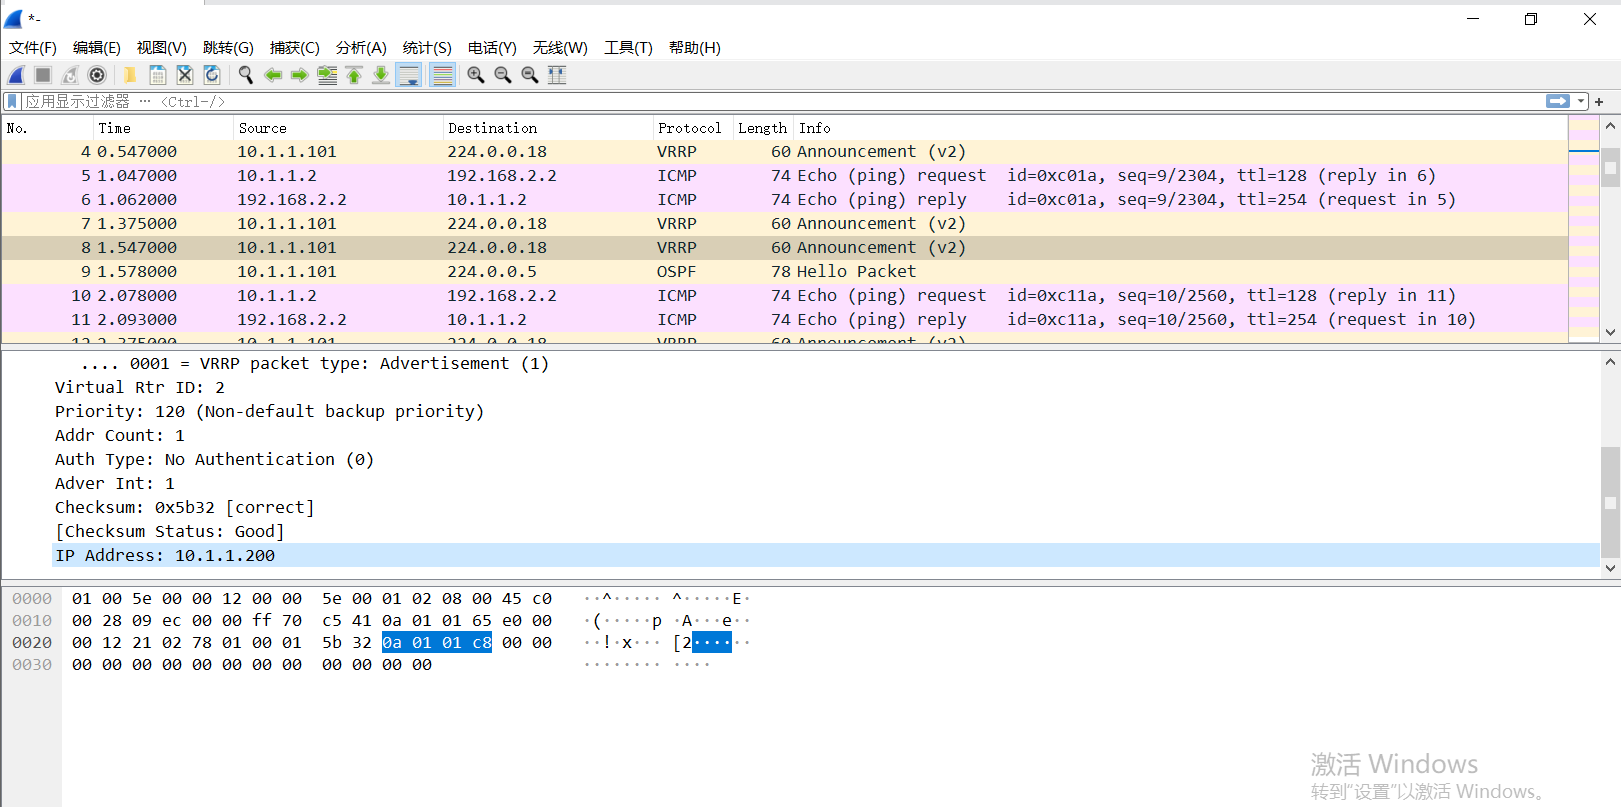 *-
文件(F) 编辑(E) 视图(V) 跳转(G) 捕获(C) 分析(A) 统计(S) 电话(Y) 无线(W) 工具(T) 帮助(H)
应用显示过滤器 … <Ctrl-/>
No. Time Source Destination Protocol Length Info
4 0.547000 10.1.1.101 224.0.0.18 VRRP 60 Announcement (v2)
5 1.047000 10.1.1.2 192.168.2.2 ICMP 74 Echo (ping) request id=0xc01a, seq=9/2304, ttl=128 (reply in 6)
6 1.062000 192.168.2.2 10.1.1.2 ICMP 74 Echo (ping) reply id=0xc01a, seq=9/2304, ttl=254 (request in 5)
7 1.375000 10.1.1.101 224.0.0.18 VRRP 60 Announcement (v2)
8 1.547000 10.1.1.101 224.0.0.18 VRRP 60 Announcement (v2)
9 1.578000 10.1.1.101 224.0.0.5 OSPF 78 Hello Packet
10 2.078000 10.1.1.2 192.168.2.2 ICMP 74 Echo (ping) request id=0xc11a, seq=10/2560, ttl=128 (reply in 11)
11 2.093000 192.168.2.2 10.1.1.2 ICMP 74 Echo (ping) reply id=0xc11a, seq=10/2560, ttl=254 (request in 10)
12 2.375000 10.1.1.101 224.0.0.18 VRRP 60 Announcement (v2)
.... 0001 = VRRP packet type: Advertisement (1)
Virtual Rtr ID: 2
Priority: 120 (Non-default backup priority)
Addr Count: 1
Auth Type: No Authentication (0)
Adver Int: 1
Checksum: 0x5b32 [correct]
[Checksum Status: Good]
IP Address: 10.1.1.200
0000 01 00 5e 00 00 12 00 00 5e 00 01 02 08 00 45 c0 ··^····· ^·····E·
0010 00 28 09 ec 00 00 ff 70 c5 41 0a 01 01 65 e0 00 ·(·····p ·A···e··
0020 00 12 21 02 78 01 00 01 5b 32 0a 01 01 c8 00 00 ··!·x··· [2······
0030 00 00 00 00 00 00 00 00 00 00 00 00 ········ ····
激活 Windows
转到"设置"以激活 Windows。